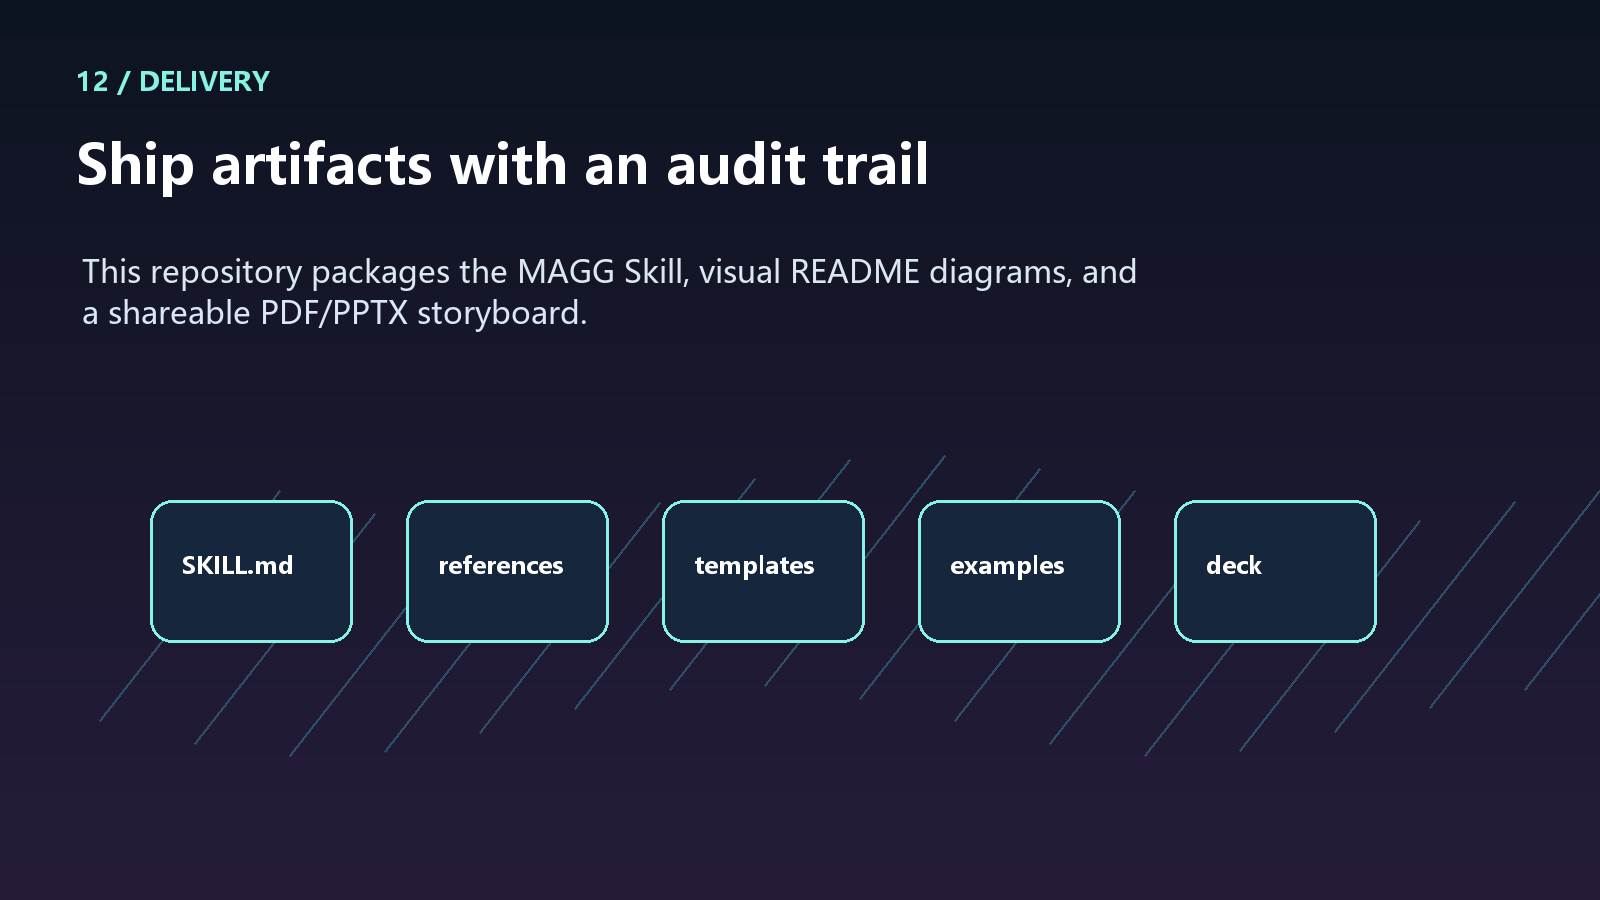 12 / DELIVERY
Ship artifacts with an audit trail
This repository packages the MAGG Skill, visual README diagrams, and
a shareable PDF/PPTX storyboard.
SKILL.md
references
templates
examples
deck